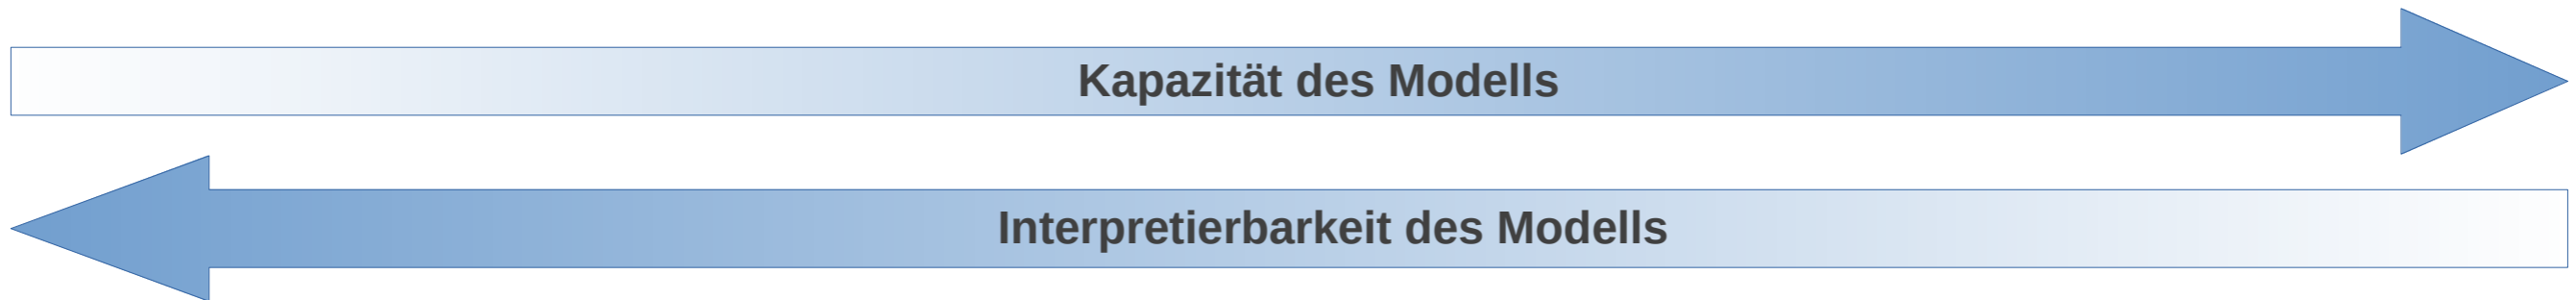 Kapazität des Modells
Interpretierbarkeit des Modells